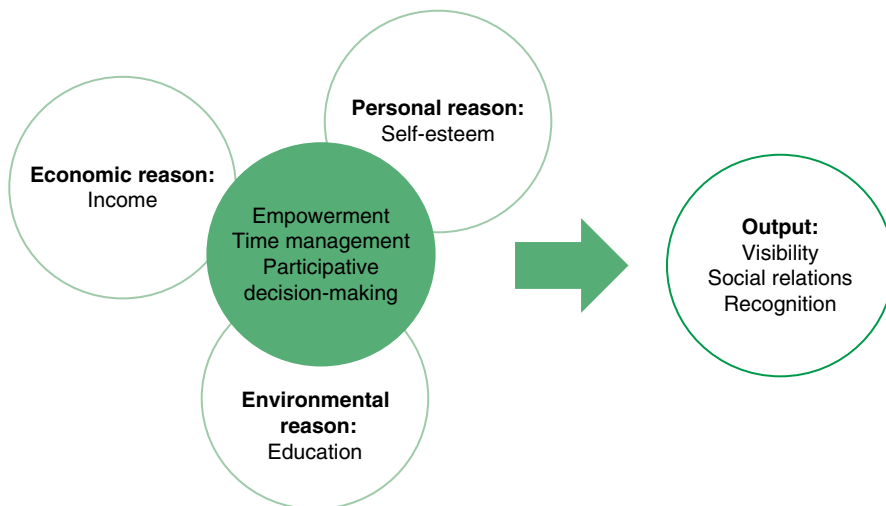 Personal reason:
Self-esteem
Economic reason:
Income
Empowerment
Time management
Participative
decision-making
Environmental
reason:
Education
Output:
Visibility
Social relations
Recognition